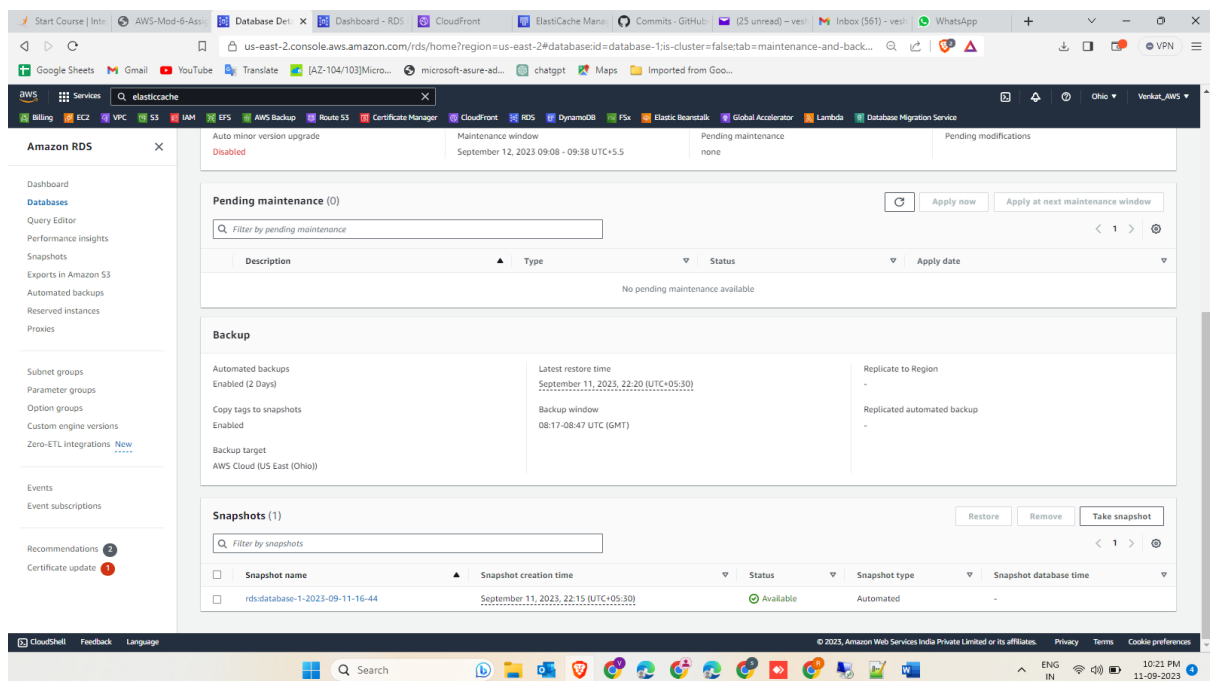 Start Course | Inte
AWS-Mod-6-Assig
Database Deta
Dashboard - RDS
CloudFront
ElastiCache Mana
Commits · GitHub
(25 unread) – vesh
Inbox (561) - vesh
WhatsApp
us-east-2.console.aws.amazon.com/rds/home?region=us-east-2#database:id=database-1;is-cluster=false;tab=maintenance-and-back...
VPN
Google Sheets Gmail YouTube Translate [AZ-104/103]Micro... microsoft-asure-ad... chatgpt Maps Imported from Goo...
aws Services elasticcache Ohio Venkat_AWS
Billing EC2 VPC S3 IAM EFS AWS Backup Route 53 Certificate Manager CloudFront RDS DynamoDB FSx Elastic Beanstalk Global Accelerator Lambda Database Migration Service
Amazon RDS
Dashboard
Databases
Query Editor
Performance insights
Snapshots
Exports in Amazon S3
Automated backups
Reserved instances
Proxies
Subnet groups
Parameter groups
Option groups
Custom engine versions
Zero-ETL integrations New
Events
Event subscriptions
Recommendations 2
Certificate update 1
Auto minor version upgrade
Disabled
Maintenance window
September 12, 2023 09:08 - 09:38 UTC+5.5
Pending maintenance
none
Pending modifications
Pending maintenance (0)
Apply now Apply at next maintenance window
Filter by pending maintenance
1
Description Type Status Apply date
No pending maintenance available
Backup
Automated backups
Enabled (2 Days)
Copy tags to snapshots
Enabled
Backup target
AWS Cloud (US East (Ohio))
Latest restore time
September 11, 2023, 22:20 (UTC+05:30)
Backup window
08:17-08:47 UTC (GMT)
Replicate to Region
-
Replicated automated backup
-
Snapshots (1)
Restore Remove Take snapshot
Filter by snapshots
1
Snapshot name Snapshot creation time Status Snapshot type Snapshot database time
rds:database-1-2023-09-11-16-44 September 11, 2023, 22:15 (UTC+05:30) Available Automated -
CloudShell Feedback Language © 2023, Amazon Web Services India Private Limited or its affiliates. Privacy Terms Cookie preferences
Search
ENG
IN
10:21 PM
11-09-2023
4